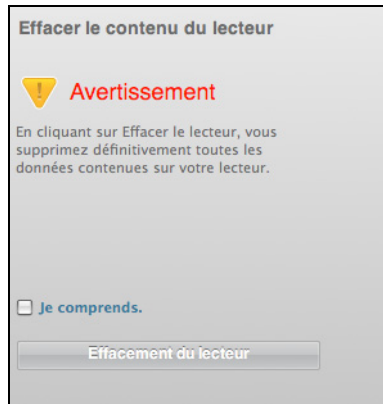 Effacer le contenu du lecteur
Avertissement
En cliquant sur Effacer le lecteur, vous
supprimez définitivement toutes les
données contenues sur votre lecteur.
Je comprends.
Effacement du lecteur